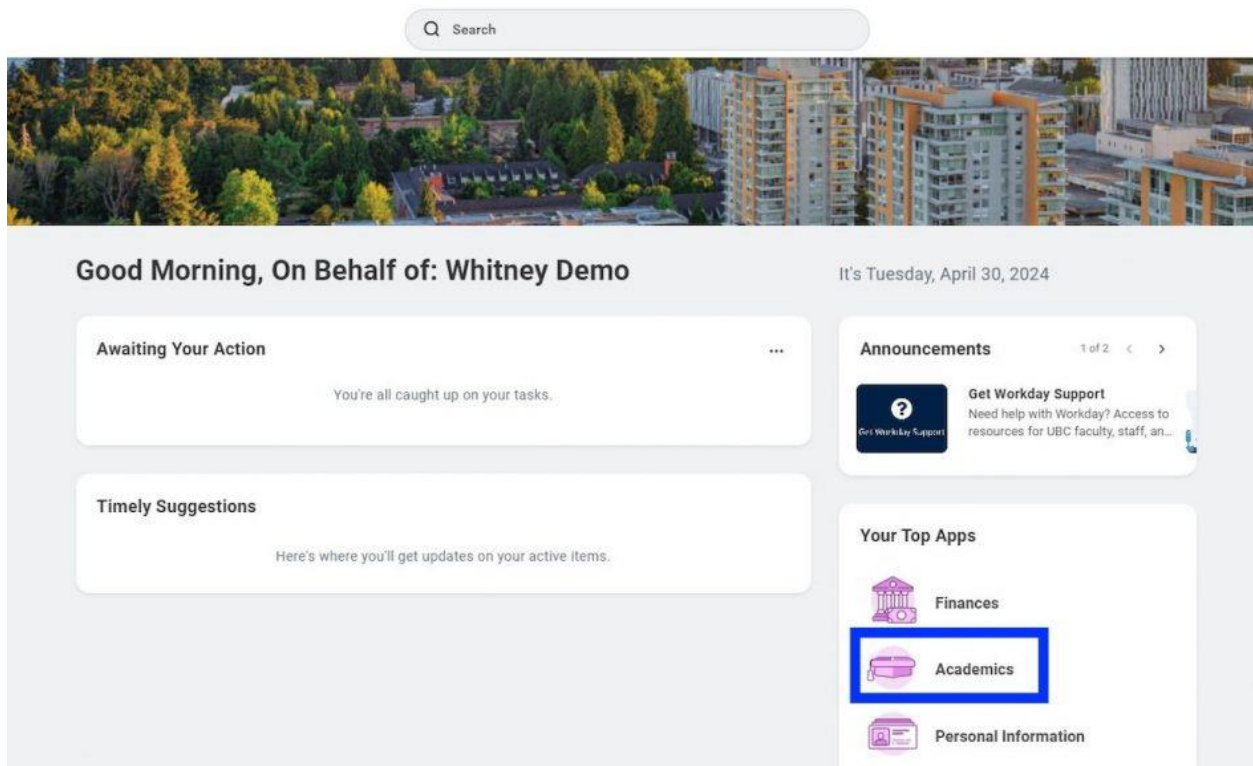 Search
Good Morning, On Behalf of: Whitney Demo
It's Tuesday, April 30, 2024
Awaiting Your Action
You're all caught up on your tasks.
Timely Suggestions
Here's where you'll get updates on your active items.
Announcements
1 of 2
Get Workday Support
Get Workday Support
Need help with Workday? Access to
resources for UBC faculty, staff, an...
Your Top Apps
Finances
Academics
Personal Information